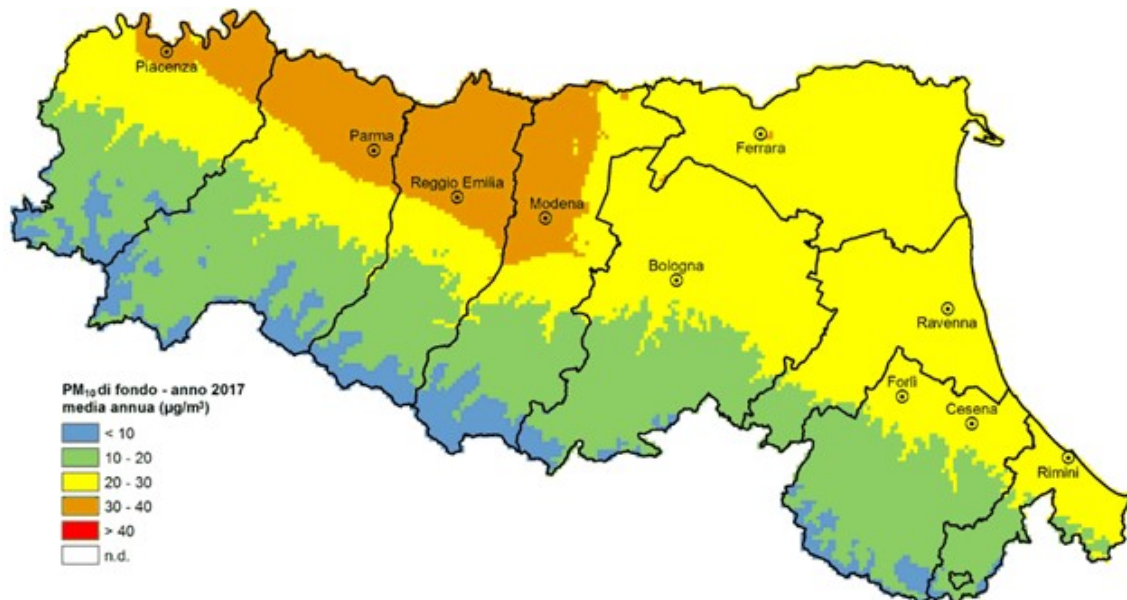 Piacenza
Parma
Ferrara
Reggio Emilia
Modena
Bologna
Ravenna
Forlì
Cesena
Rimini
PM₁₀ di fondo - anno 2017
media annua (µg/m³)
< 10
10 - 20
20 - 30
30 - 40
> 40
n.d.